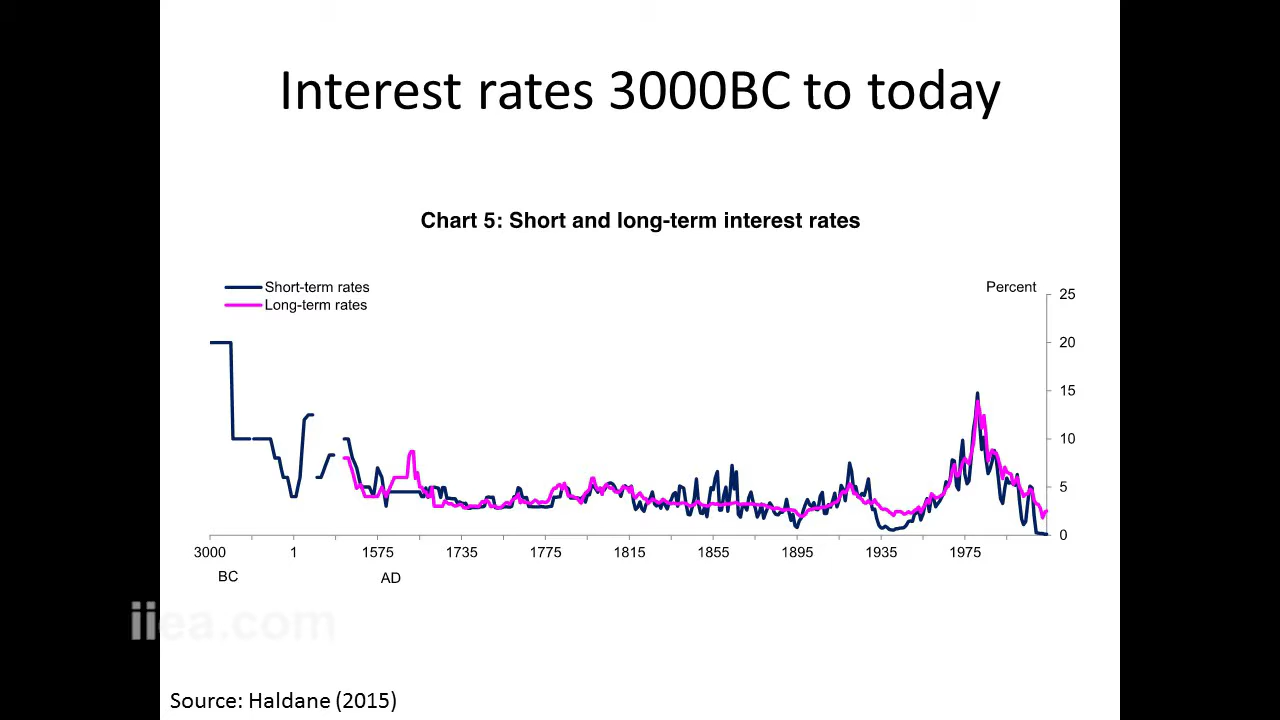 Interest rates 3000BC to today
Chart 5: Short and long-term interest rates
Short-term rates
Long-term rates
Percent
25
20
15
10
5
0
3000 1 1575 1735 1775 1815 1855 1895 1935 1975
BC AD
iiea.com
Source: Haldane (2015)